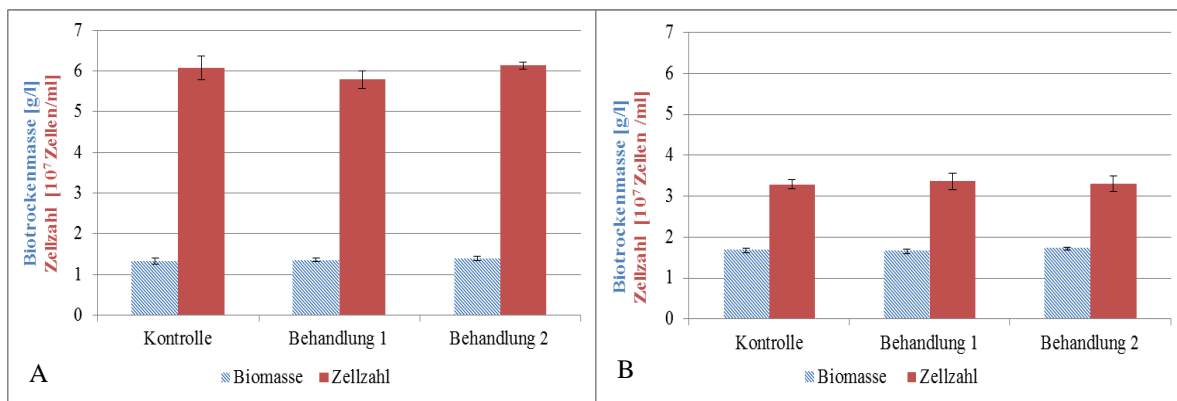 Biotrockenmasse [g/l]
Zellzahl [10⁷ Zellen/ml]
7
6
5
4
3
2
1
0
Kontrolle Behandlung 1 Behandlung 2
Biomasse Zellzahl
A
Biotrockenmasse [g/l]
Zellzahl [10⁷ Zellen /ml]
7
6
5
4
3
2
1
0
Kontrolle Behandlung 1 Behandlung 2
Biomasse Zellzahl
B